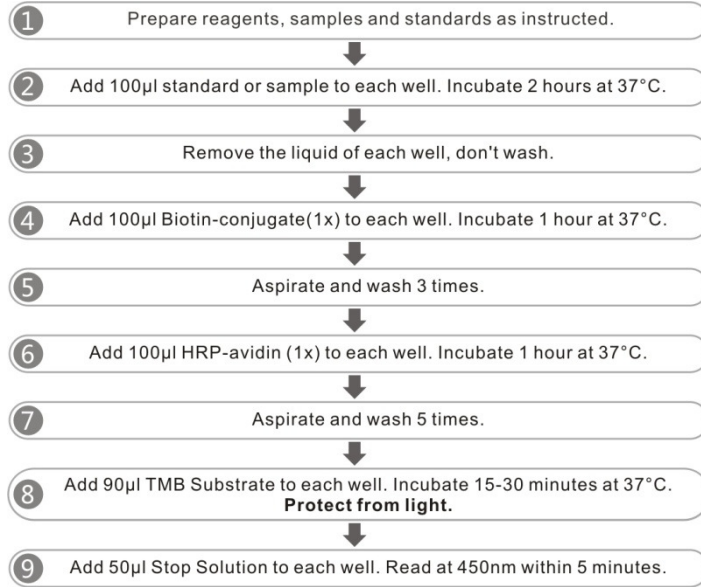 1 Prepare reagents, samples and standards as instructed.
2 Add 100µl standard or sample to each well. Incubate 2 hours at 37°C.
3 Remove the liquid of each well, don't wash.
4 Add 100µl Biotin-conjugate(1x) to each well. Incubate 1 hour at 37°C.
5 Aspirate and wash 3 times.
6 Add 100µl HRP-avidin (1x) to each well. Incubate 1 hour at 37°C.
7 Aspirate and wash 5 times.
8 Add 90µl TMB Substrate to each well. Incubate 15-30 minutes at 37°C.
Protect from light.
9 Add 50µl Stop Solution to each well. Read at 450nm within 5 minutes.